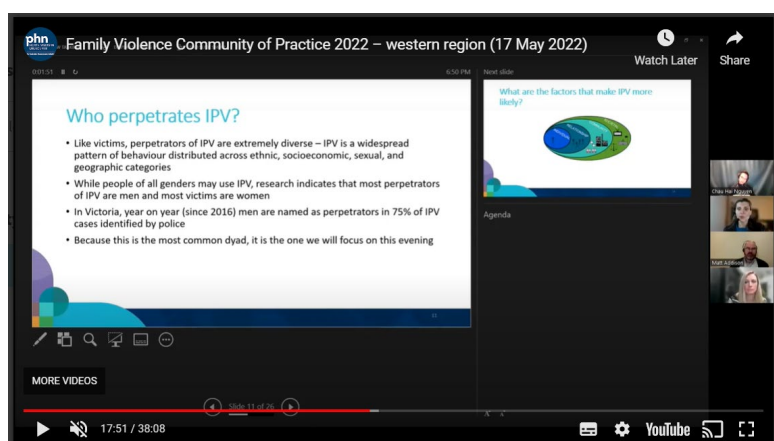 phn
Family Violence Community of Practice 2022 – western region (17 May 2022)
Watch Later
Share
0:01:51
6:50 PM
Next slide
Who perpetrates IPV?
• Like victims, perpetrators of IPV are extremely diverse – IPV is a widespread
pattern of behaviour distributed across ethnic, socioeconomic, sexual, and
geographic categories
• While people of all genders may use IPV, research indicates that most perpetrators
of IPV are men and most victims are women
• In Victoria, year on year (since 2016) men are named as perpetrators in 75% of IPV
cases identified by police
• Because this is the most common dyad, it is the one we will focus on this evening
What are the factors that make IPV more
likely?
Agenda
Chau Hai Nguyen
Matt Addison
MORE VIDEOS
Slide 11 of 26
17:51 / 38:08
YouTube